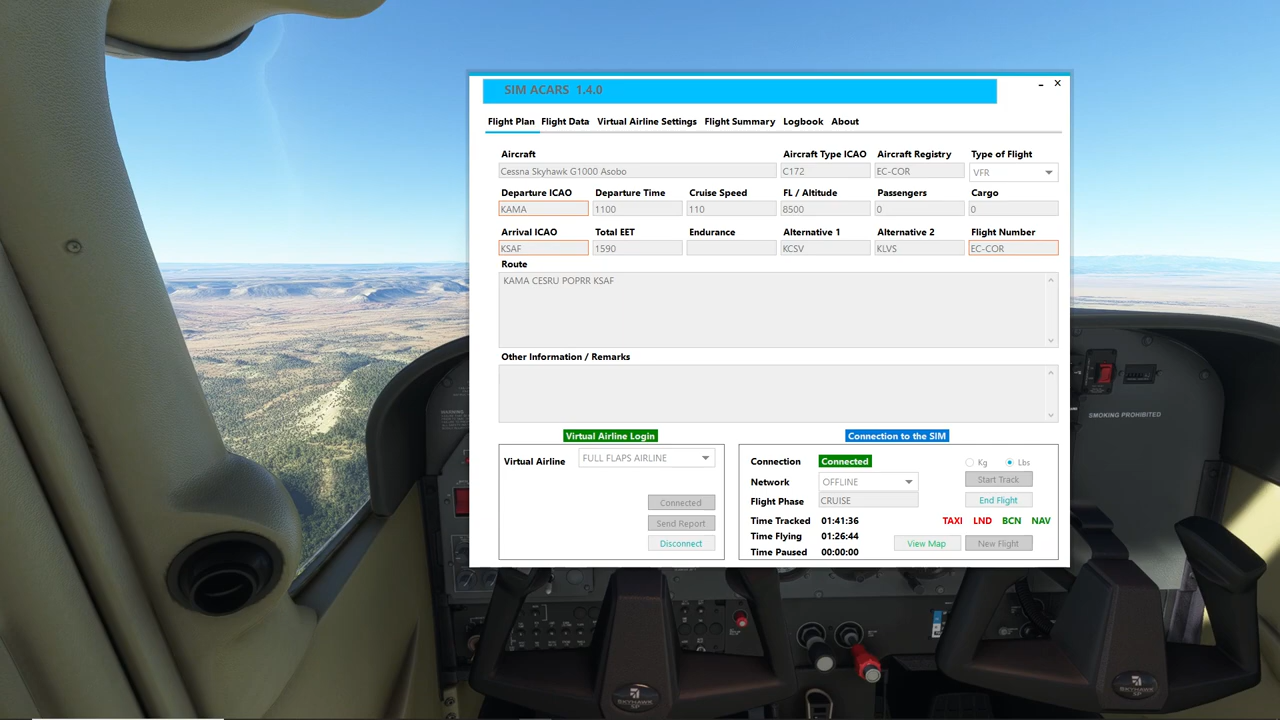 SIM ACARS 1.4.0
Flight Plan Flight Data Virtual Airline Settings Flight Summary Logbook About
Aircraft Aircraft Type ICAO Aircraft Registry Type of Flight
Cessna Skyhawk G1000 Asobo C172 EC-COR VFR
Departure ICAO Departure Time Cruise Speed FL / Altitude Passengers Cargo
KAMA 1100 110 8500 0 0
Arrival ICAO Total EET Endurance Alternative 1 Alternative 2 Flight Number
KSAF 1590 KCSV KLVS EC-COR
Route
KAMA CESRU POPRR KSAF
Other Information / Remarks
Virtual Airline Login
Virtual Airline FULL FLAPS AIRLINE
Connected
Send Report
Disconnect
Connection to the SIM
Connection Connected Kg Lbs
Network OFFLINE Start Track
Flight Phase CRUISE End Flight
Time Tracked 01:41:36 TAXI LND BCN NAV
Time Flying 01:26:44 View Map New Flight
Time Paused 00:00:00
WARNING
SMOKING PROHIBITED
SKYHAWK SP
SKYHAWK SP